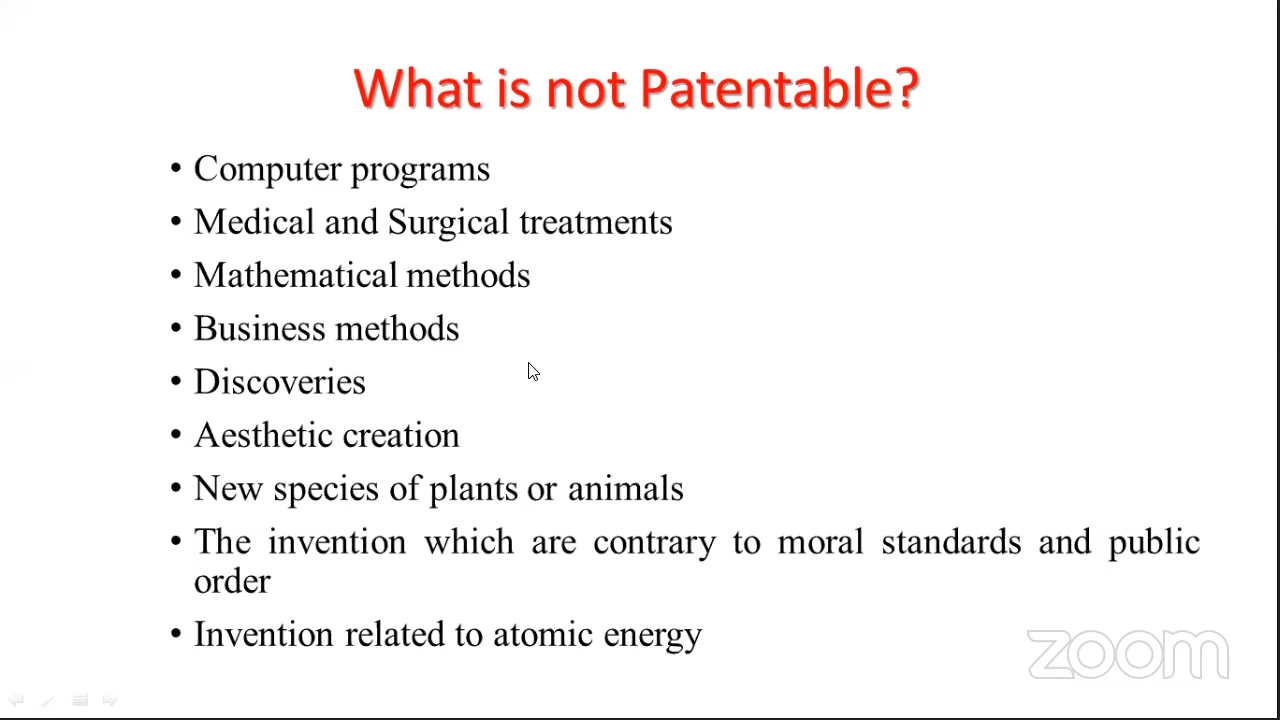 What is not Patentable?
• Computer programs
• Medical and Surgical treatments
• Mathematical methods
• Business methods
• Discoveries
• Aesthetic creation
• New species of plants or animals
• The invention which are contrary to moral standards and public
order
• Invention related to atomic energy
zoom